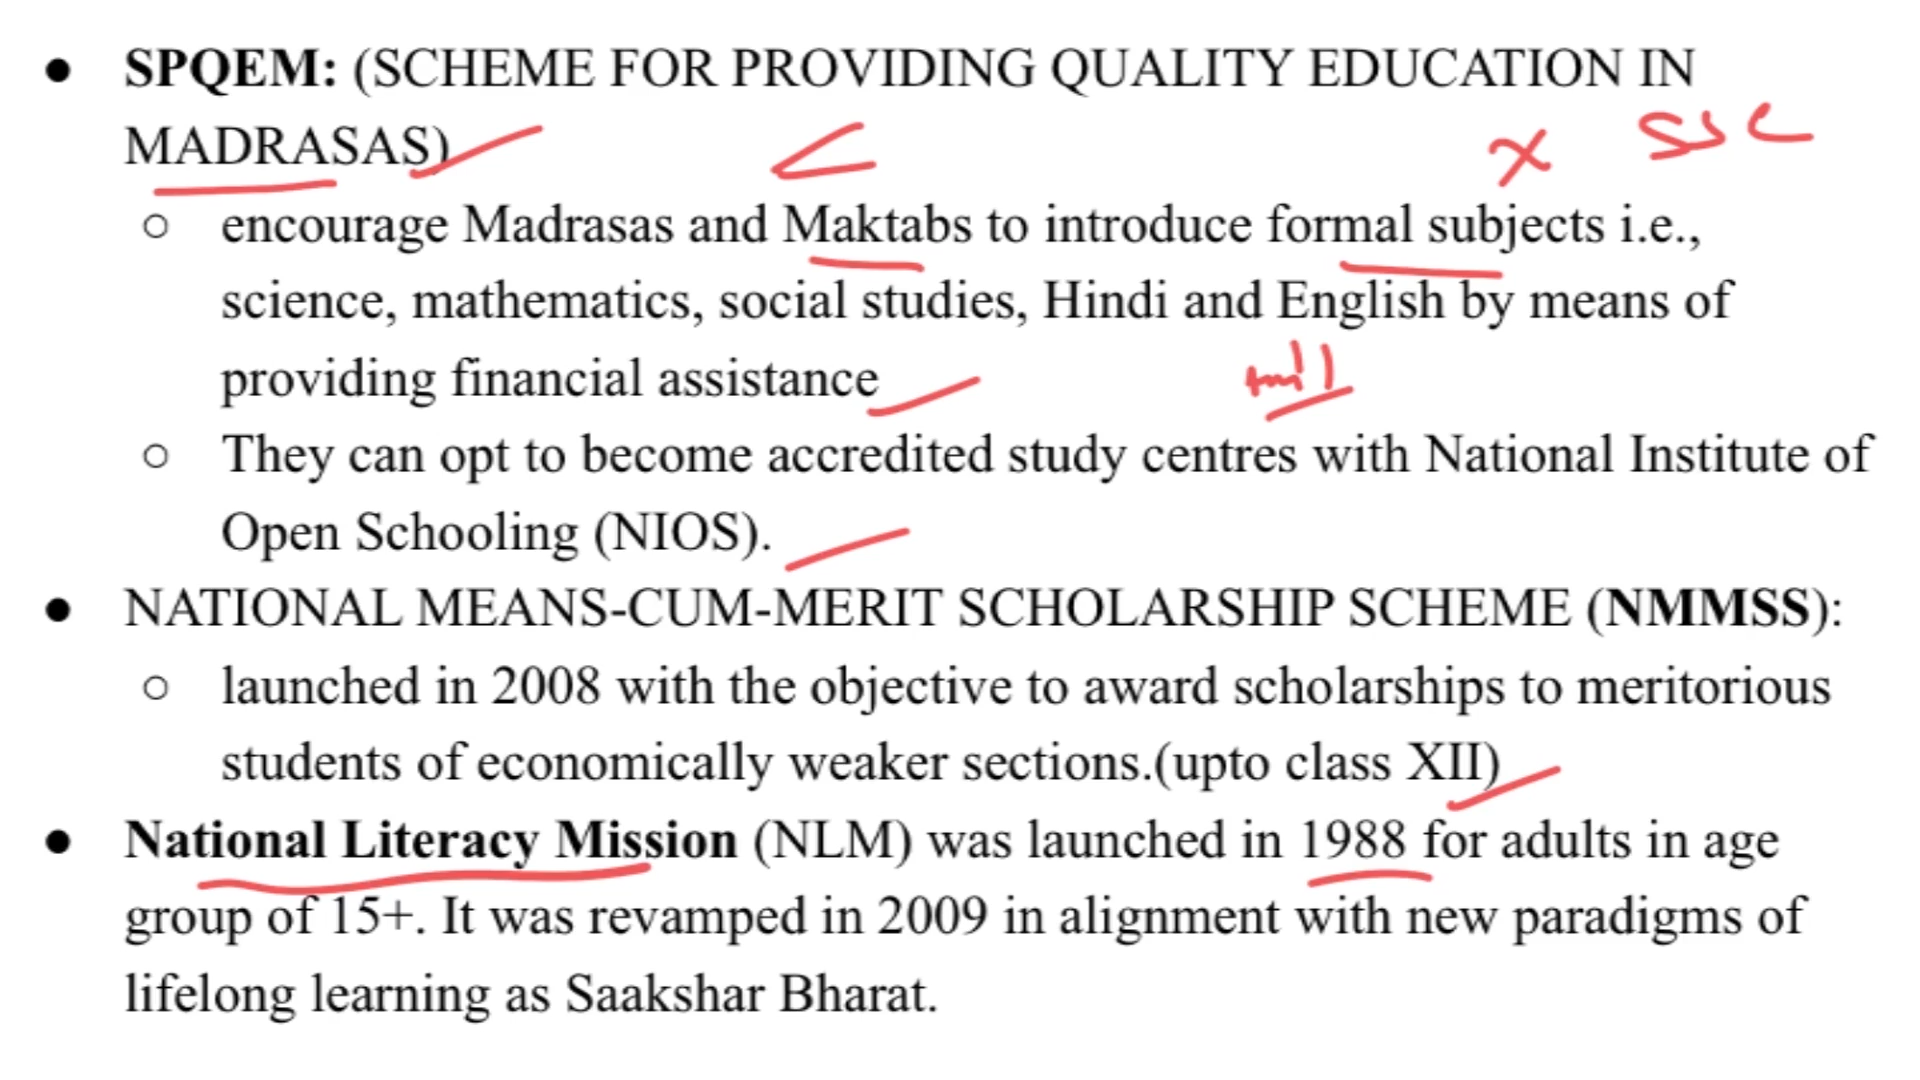 ● SPQEM: (SCHEME FOR PROVIDING QUALITY EDUCATION IN
MADRASAS)
x SSC
○ encourage Madrasas and Maktabs to introduce formal subjects i.e.,
science, mathematics, social studies, Hindi and English by means of
providing financial assistance
○ They can opt to become accredited study centres with National Institute of
Open Schooling (NIOS).
● NATIONAL MEANS-CUM-MERIT SCHOLARSHIP SCHEME (NMMSS):
○ launched in 2008 with the objective to award scholarships to meritorious
students of economically weaker sections.(upto class XII)
● National Literacy Mission (NLM) was launched in 1988 for adults in age
group of 15+. It was revamped in 2009 in alignment with new paradigms of
lifelong learning as Saakshar Bharat.